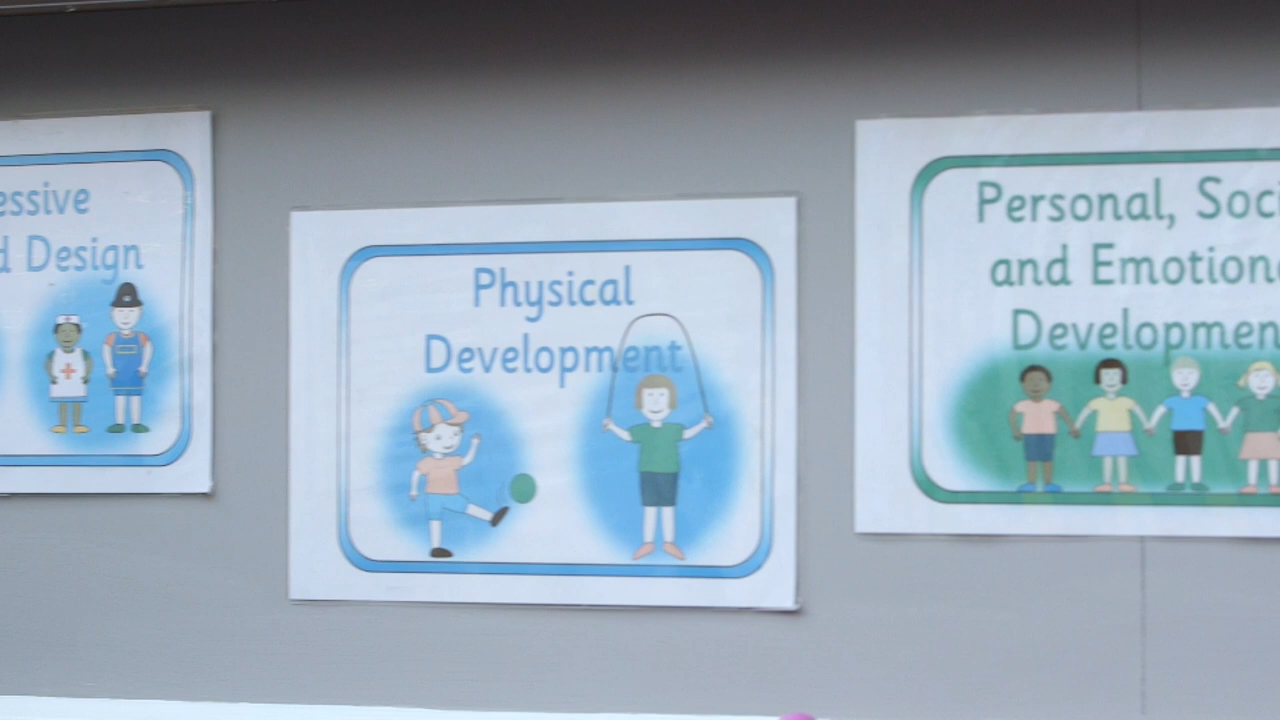 essive
d Design
Physical
Development
Personal, Soci
and Emotiona
Developmen